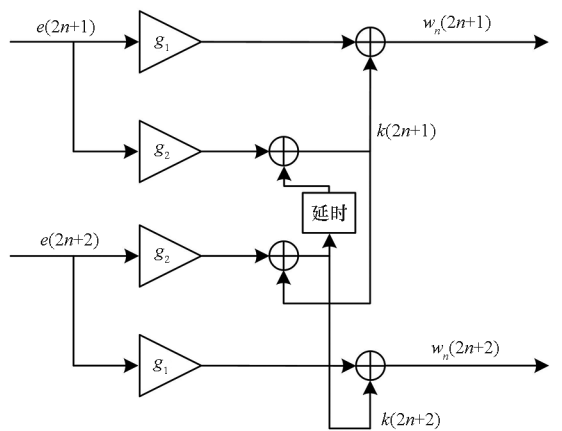 e(2n+1)
g₁
wₙ(2n+1)
k(2n+1)
g₂
延时
e(2n+2)
g₂
g₁
wₙ(2n+2)
k(2n+2)